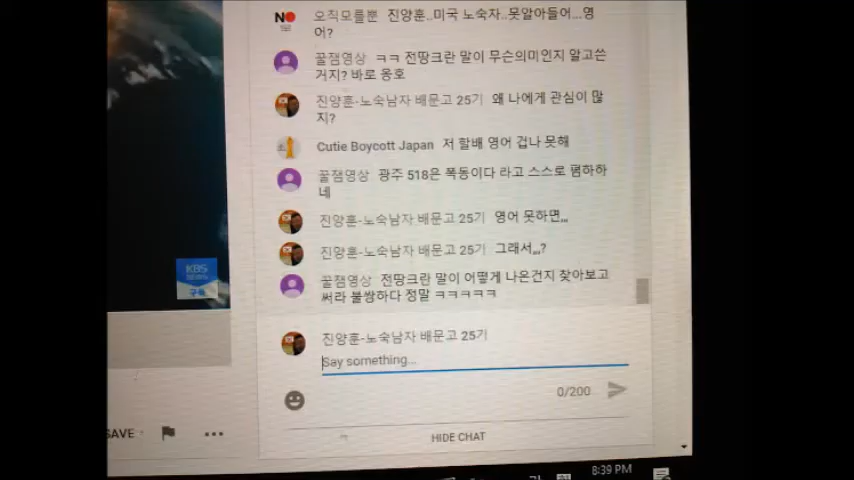 NO
오직모를뿐 진양훈..미국 노숙자..못알아들어...영
어?
꿀잼영상 ㅋㅋ 전땅크란 말이 무슨의미인지 알고쓴
거지? 바로 옹호
진양훈-노숙남자 배문고 25기 왜 나에게 관심이 많
지?
Cutie Boycott Japan 저 할배 영어 겁나 못해
꿀잼영상 광주 518은 폭동이다 라고 스스로 폄하하
네
진양훈-노숙남자 배문고 25기 영어 못하면,,,
진양훈-노숙남자 배문고 25기 그래서,,,?
꿀잼영상 전땅크란 말이 어떻게 나온건지 찾아보고
써라 불쌍하다 정말 ㅋㅋㅋㅋㅋ
KBS
NEWS
구독
진양훈-노숙남자 배문고 25기
Say something...
0/200
SAVE
HIDE CHAT
8:39 PM